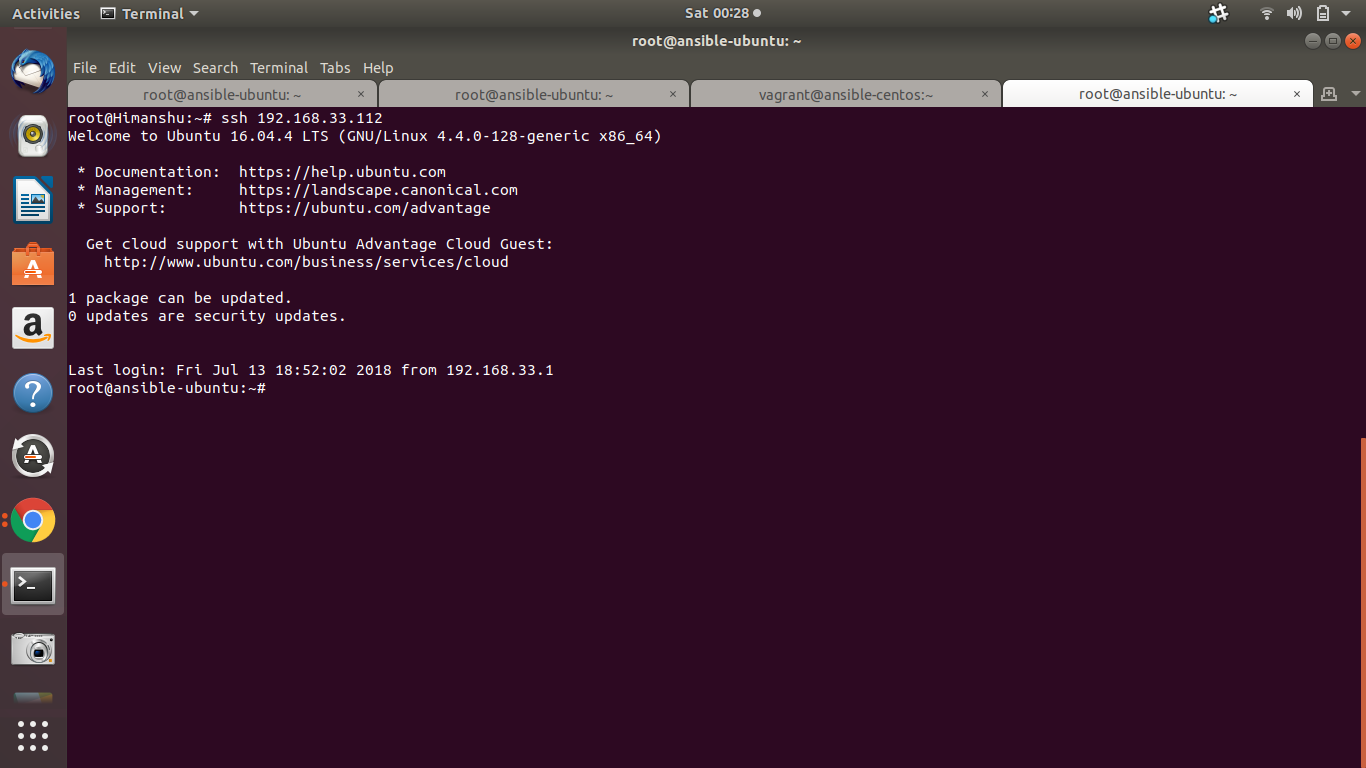 Activities Terminal Sat 00:28
root@ansible-ubuntu: ~
File Edit View Search Terminal Tabs Help
root@ansible-ubuntu: ~ × root@ansible-ubuntu: ~ × vagrant@ansible-centos:~ × root@ansible-ubuntu: ~ ×
root@Himanshu:~# ssh 192.168.33.112
Welcome to Ubuntu 16.04.4 LTS (GNU/Linux 4.4.0-128-generic x86_64)
* Documentation: https://help.ubuntu.com
* Management: https://landscape.canonical.com
* Support: https://ubuntu.com/advantage
Get cloud support with Ubuntu Advantage Cloud Guest:
http://www.ubuntu.com/business/services/cloud
1 package can be updated.
0 updates are security updates.
Last login: Fri Jul 13 18:52:02 2018 from 192.168.33.1
root@ansible-ubuntu:~#